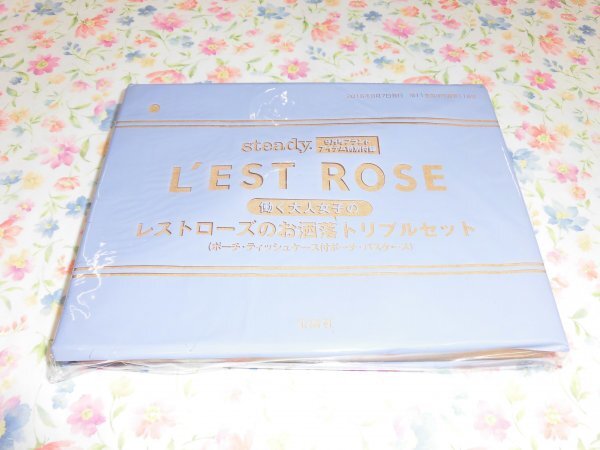 steady.
L'EST ROSE
働く大人女子の
レストローズのお洒落トリプルセット
(ポーチ・ティッシュケース付ポーチ・パスケース)
宝島社